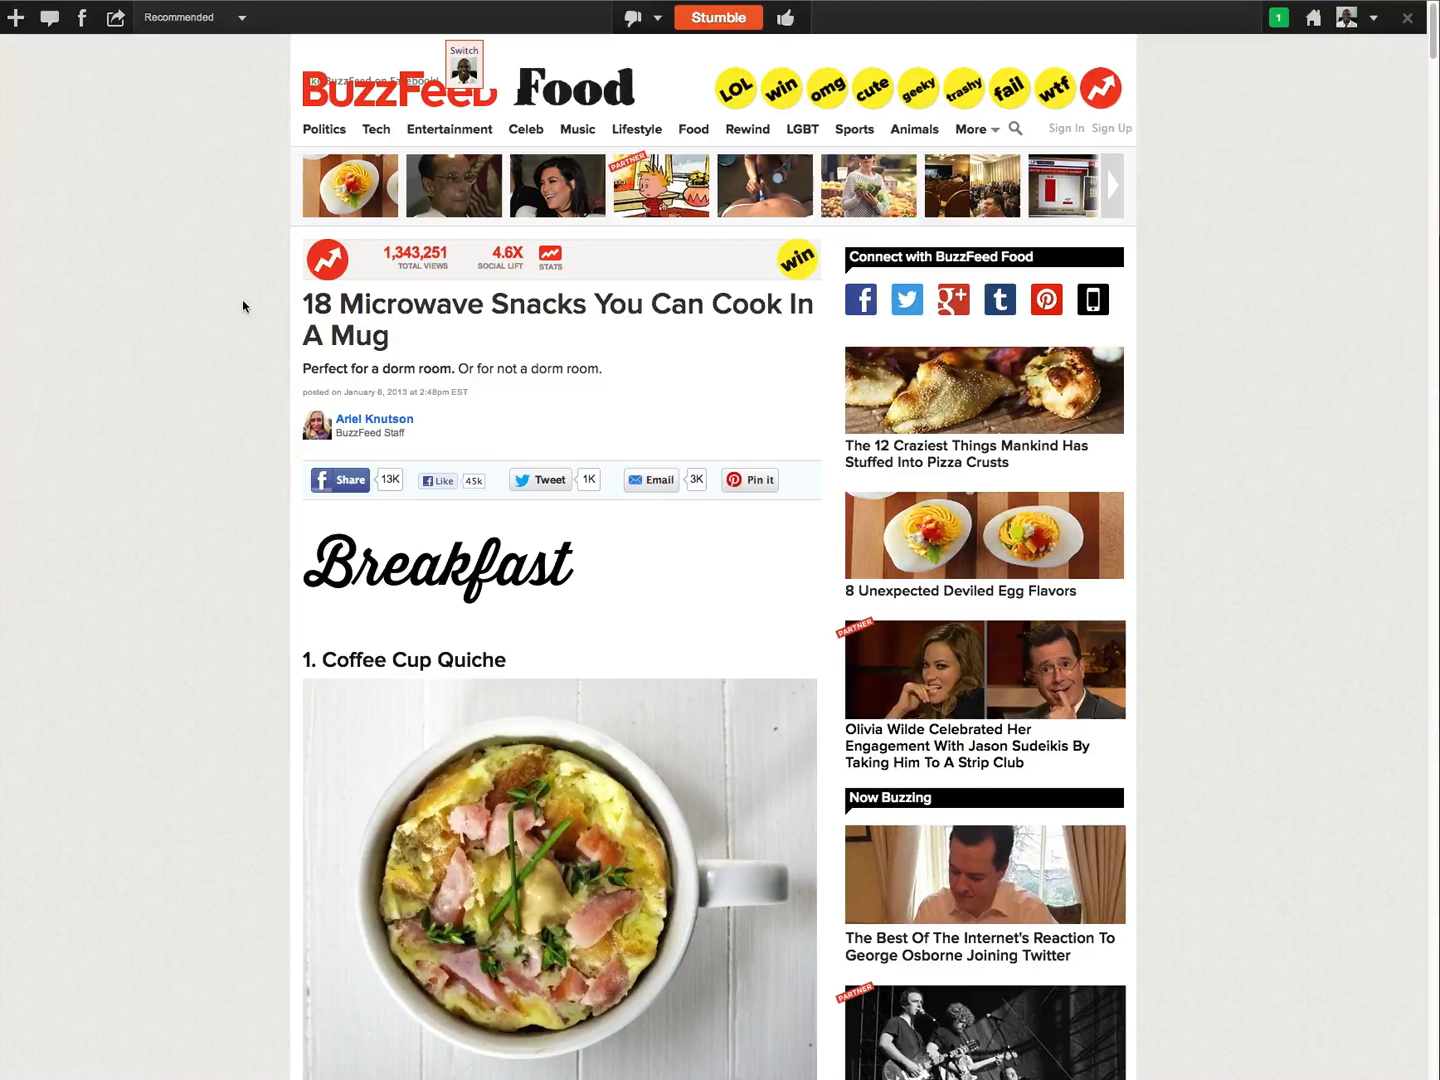 Recommended
Stumble
1
Switch
BuzzFeed Food
LOL
win
omg
cute
geeky
trashy
fail
wtf
Politics
Tech
Entertainment
Celeb
Music
Lifestyle
Food
Rewind
LGBT
Sports
Animals
More
Sign In
Sign Up
PARTNER
1,343,251
TOTAL VIEWS
4.6X
SOCIAL LIFT
STATS
win
18 Microwave Snacks You Can Cook In
A Mug
Perfect for a dorm room. Or for not a dorm room.
posted on January 8, 2013 at 2:48pm EST
Ariel Knutson
BuzzFeed Staff
Share
13K
Like
45k
Tweet
1K
Email
3K
Pin it
Breakfast
1. Coffee Cup Quiche
Connect with BuzzFeed Food
The 12 Craziest Things Mankind Has
Stuffed Into Pizza Crusts
8 Unexpected Deviled Egg Flavors
PARTNER
Olivia Wilde Celebrated Her
Engagement With Jason Sudeikis By
Taking Him To A Strip Club
Now Buzzing
The Best Of The Internet's Reaction To
George Osborne Joining Twitter
PARTNER